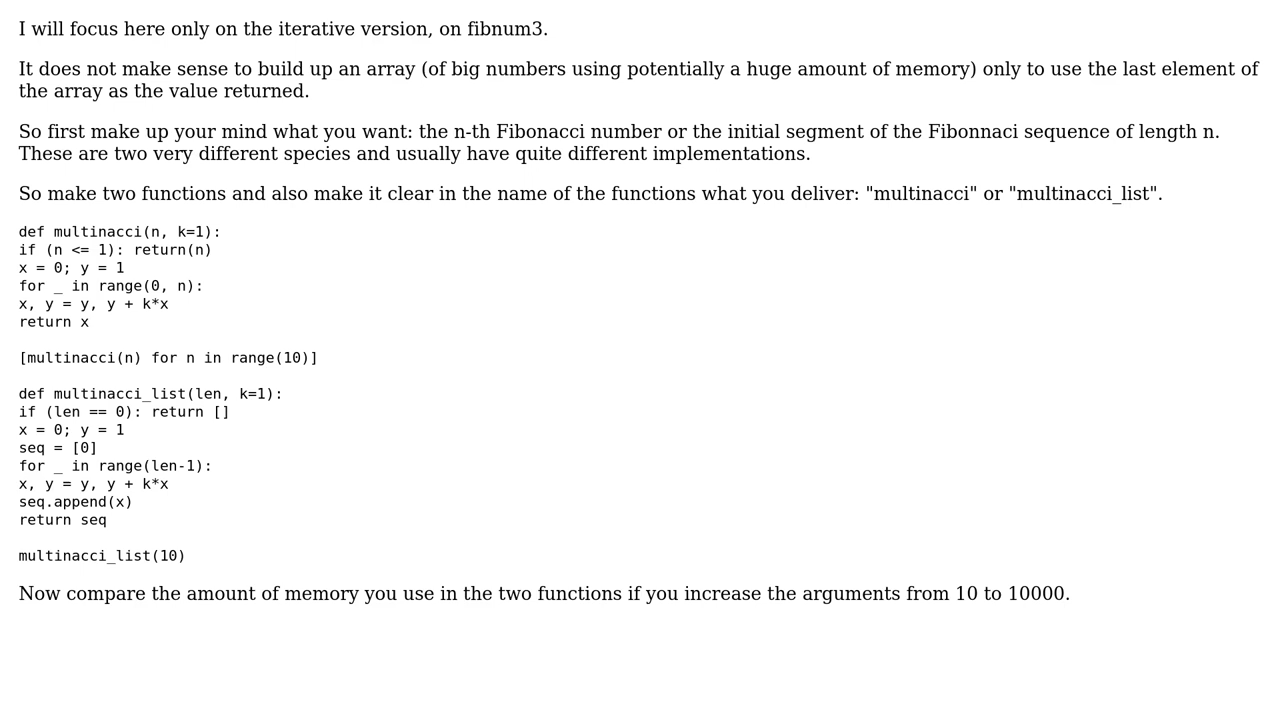 I will focus here only on the iterative version, on fibnum3.
It does not make sense to build up an array (of big numbers using potentially a huge amount of memory) only to use the last element of
the array as the value returned.
So first make up your mind what you want: the n-th Fibonacci number or the initial segment of the Fibonnaci sequence of length n.
These are two very different species and usually have quite different implementations.
So make two functions and also make it clear in the name of the functions what you deliver: "multinacci" or "multinacci_list".
def multinacci(n, k=1):
if (n <= 1): return(n)
x = 0; y = 1
for _ in range(0, n):
x, y = y, y + k*x
return x
[multinacci(n) for n in range(10)]
def multinacci_list(len, k=1):
if (len == 0): return []
x = 0; y = 1
seq = [0]
for _ in range(len-1):
x, y = y, y + k*x
seq.append(x)
return seq
multinacci_list(10)
Now compare the amount of memory you use in the two functions if you increase the arguments from 10 to 10000.